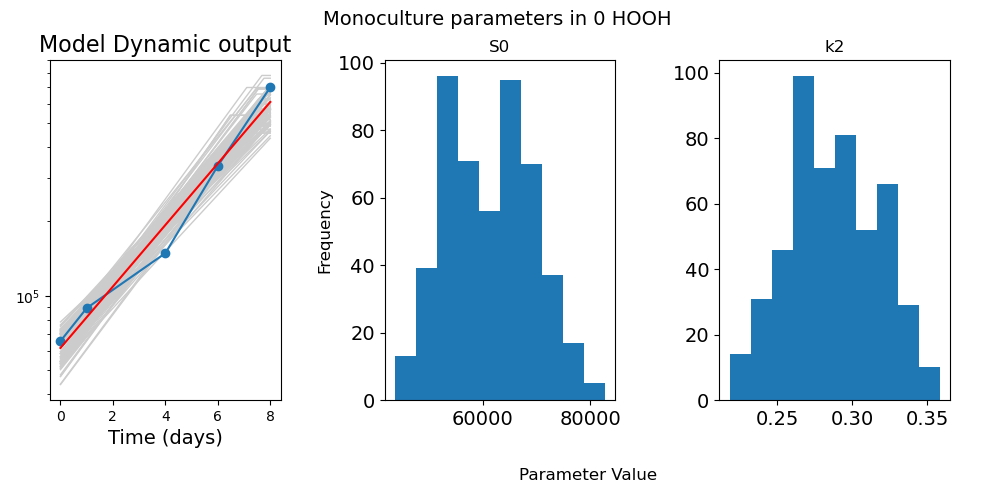 Monoculture parameters in 0 HOOH
Model Dynamic output
10^5
0 2 4 6 8
Time (days)
S0
Frequency
100
80
60
40
20
0
60000 80000
k2
100
80
60
40
20
0
0.25 0.30 0.35
Parameter Value